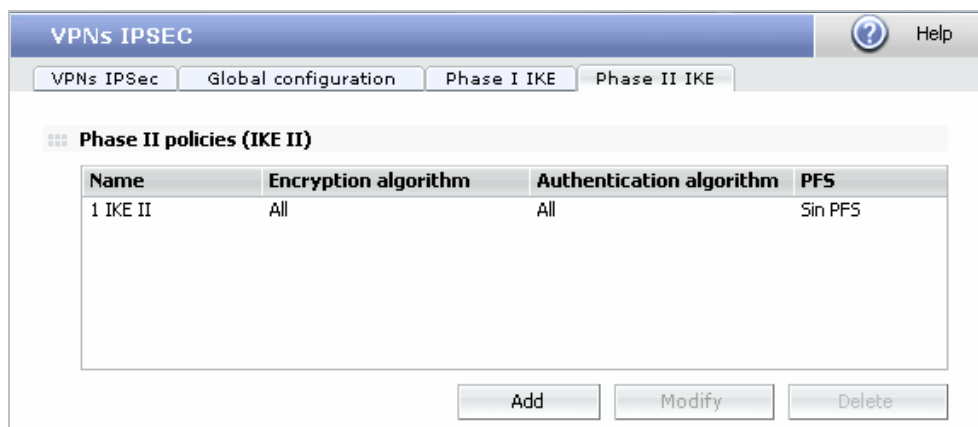 VPNs IPSEC
? Help
VPNs IPSec Global configuration Phase I IKE Phase II IKE
Phase II policies (IKE II)
Name Encryption algorithm Authentication algorithm PFS
1 IKE II All All Sin PFS
Add Modify Delete